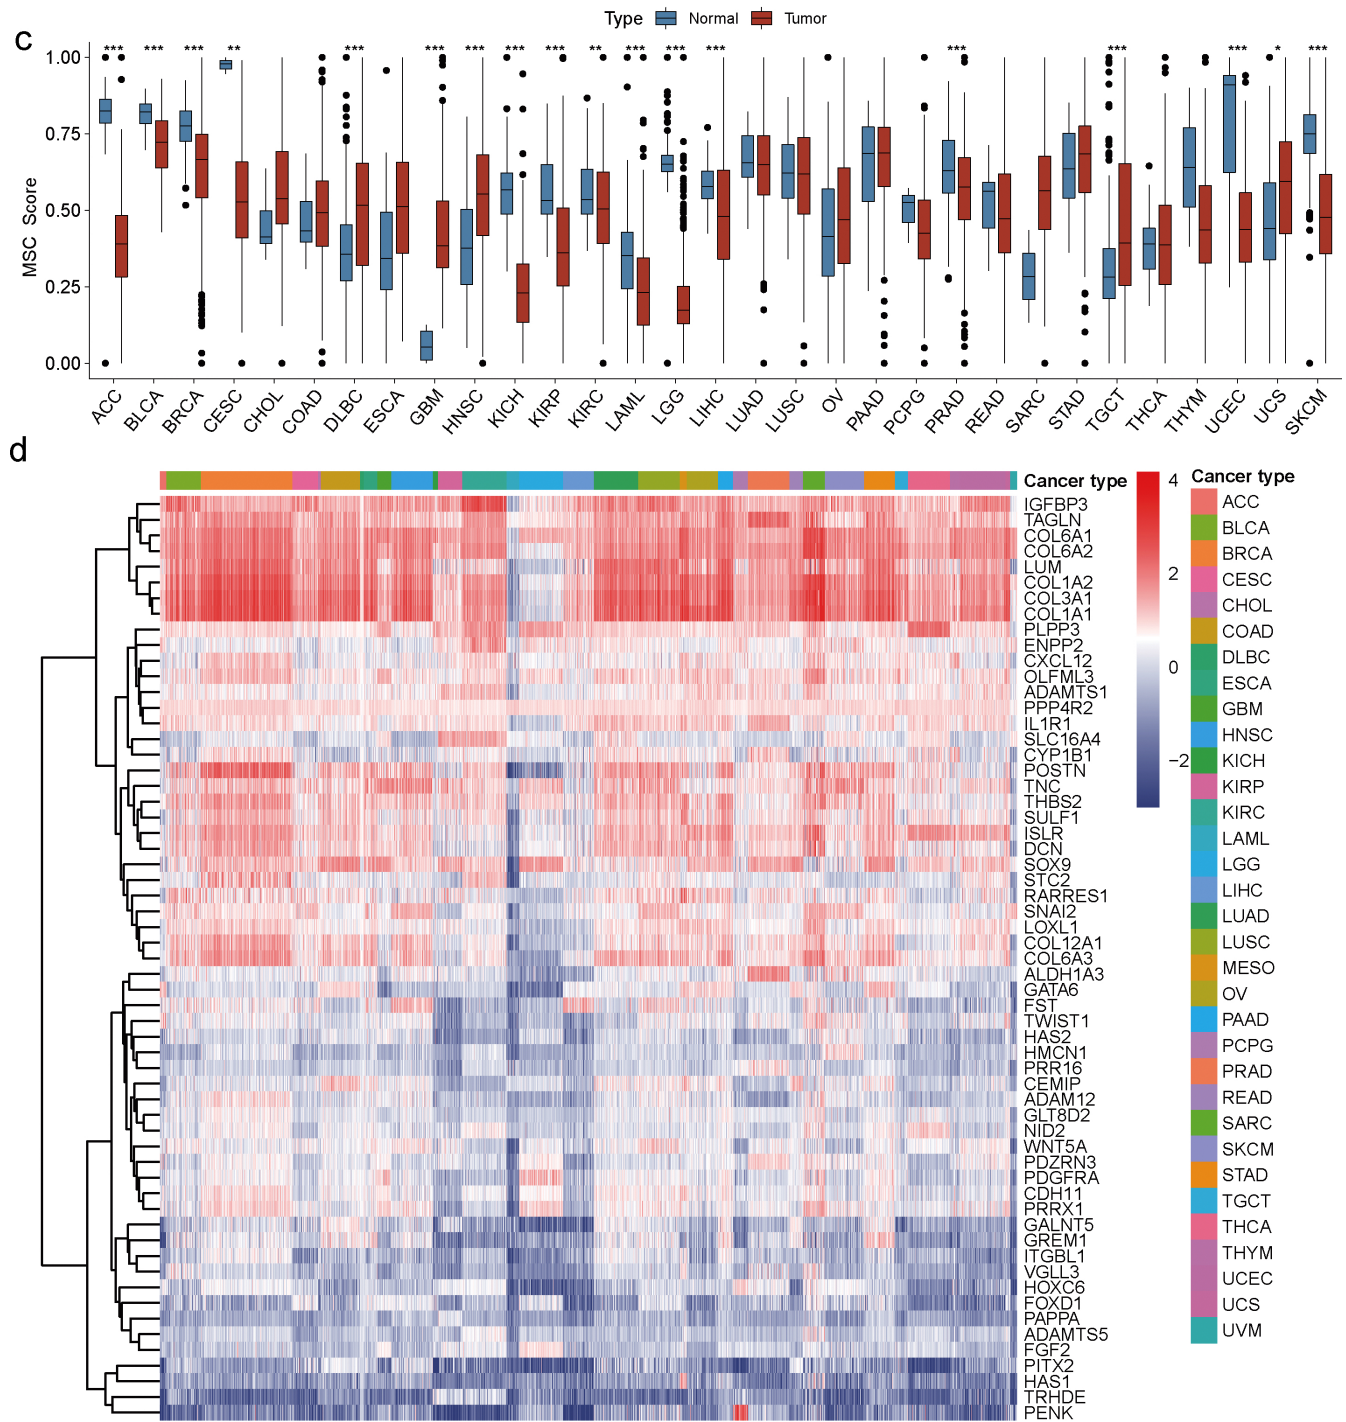 Type Normal Tumor
c
*** *** *** ** *** *** *** *** *** ** *** *** *** *** *** *** * ***
MSC Score
1.00
0.75
0.50
0.25
0.00
ACC BLCA BRCA CESC CHOL COAD DLBC ESCA GBM HNSC KICH KIRP KIRC LAML LGG LIHC LUAD LUSC OV PAAD PCPG PRAD READ SARC STAD TGCT THCA THYM UCEC UCS SKCM
d
Cancer type
IGFBP3
TAGLN
COL6A1
COL6A2
LUM
COL1A2
COL3A1
COL1A1
PLPP3
ENPP2
CXCL12
OLFML3
ADAMTS1
PPP4R2
IL1R1
SLC16A4
CYP1B1
POSTN
TNC
THBS2
SULF1
ISLR
DCN
SOX9
STC2
RARRES1
SNAI2
LOXL1
COL12A1
COL6A3
ALDH1A3
GATA6
FST
TWIST1
HAS2
HMCN1
PRR16
CEMIP
ADAM12
GLT8D2
NID2
WNT5A
PDZRN3
PDGFRA
CDH11
PRRX1
GALNT5
GREM1
ITGBL1
VGLL3
HOXC6
FOXD1
PAPPA
ADAMTS5
FGF2
PITX2
HAS1
TRHDE
PENK
4
2
0
−2
Cancer type
ACC
BLCA
BRCA
CESC
CHOL
COAD
DLBC
ESCA
GBM
HNSC
KICH
KIRP
KIRC
LAML
LGG
LIHC
LUAD
LUSC
MESO
OV
PAAD
PCPG
PRAD
READ
SARC
SKCM
STAD
TGCT
THCA
THYM
UCEC
UCS
UVM